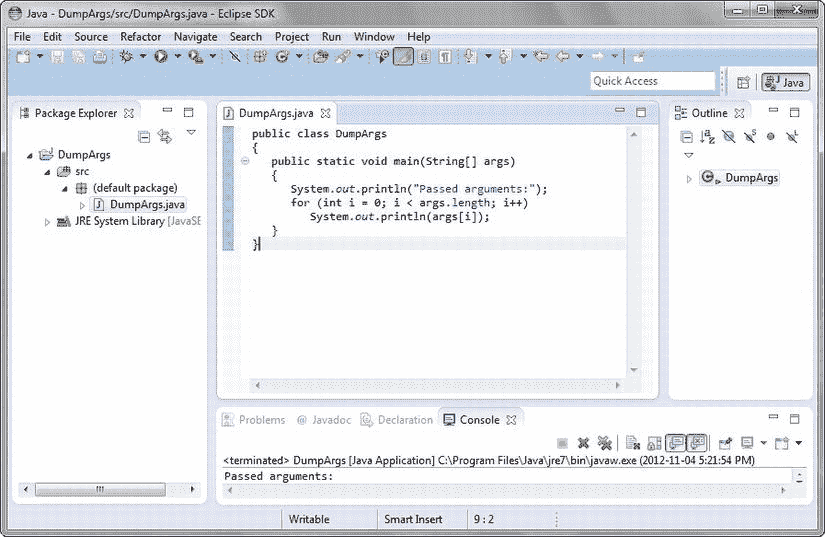 Java - DumpArgs/src/DumpArgs.java - Eclipse SDK
File Edit Source Refactor Navigate Search Project Run Window Help
Quick Access
Java
Package Explorer
DumpArgs
src
(default package)
DumpArgs.java
JRE System Library [JavaSE
DumpArgs.java
public class DumpArgs
{
   public static void main(String[] args)
   {
      System.out.println("Passed arguments:");
      for (int i = 0; i < args.length; i++)
         System.out.println(args[i]);
   }
}
Outline
DumpArgs
Problems @ Javadoc Declaration Console
<terminated> DumpArgs [Java Application] C:\Program Files\Java\jre7\bin\javaw.exe (2012-11-04 5:21:54 PM)
Passed arguments:
Writable Smart Insert 9 : 2